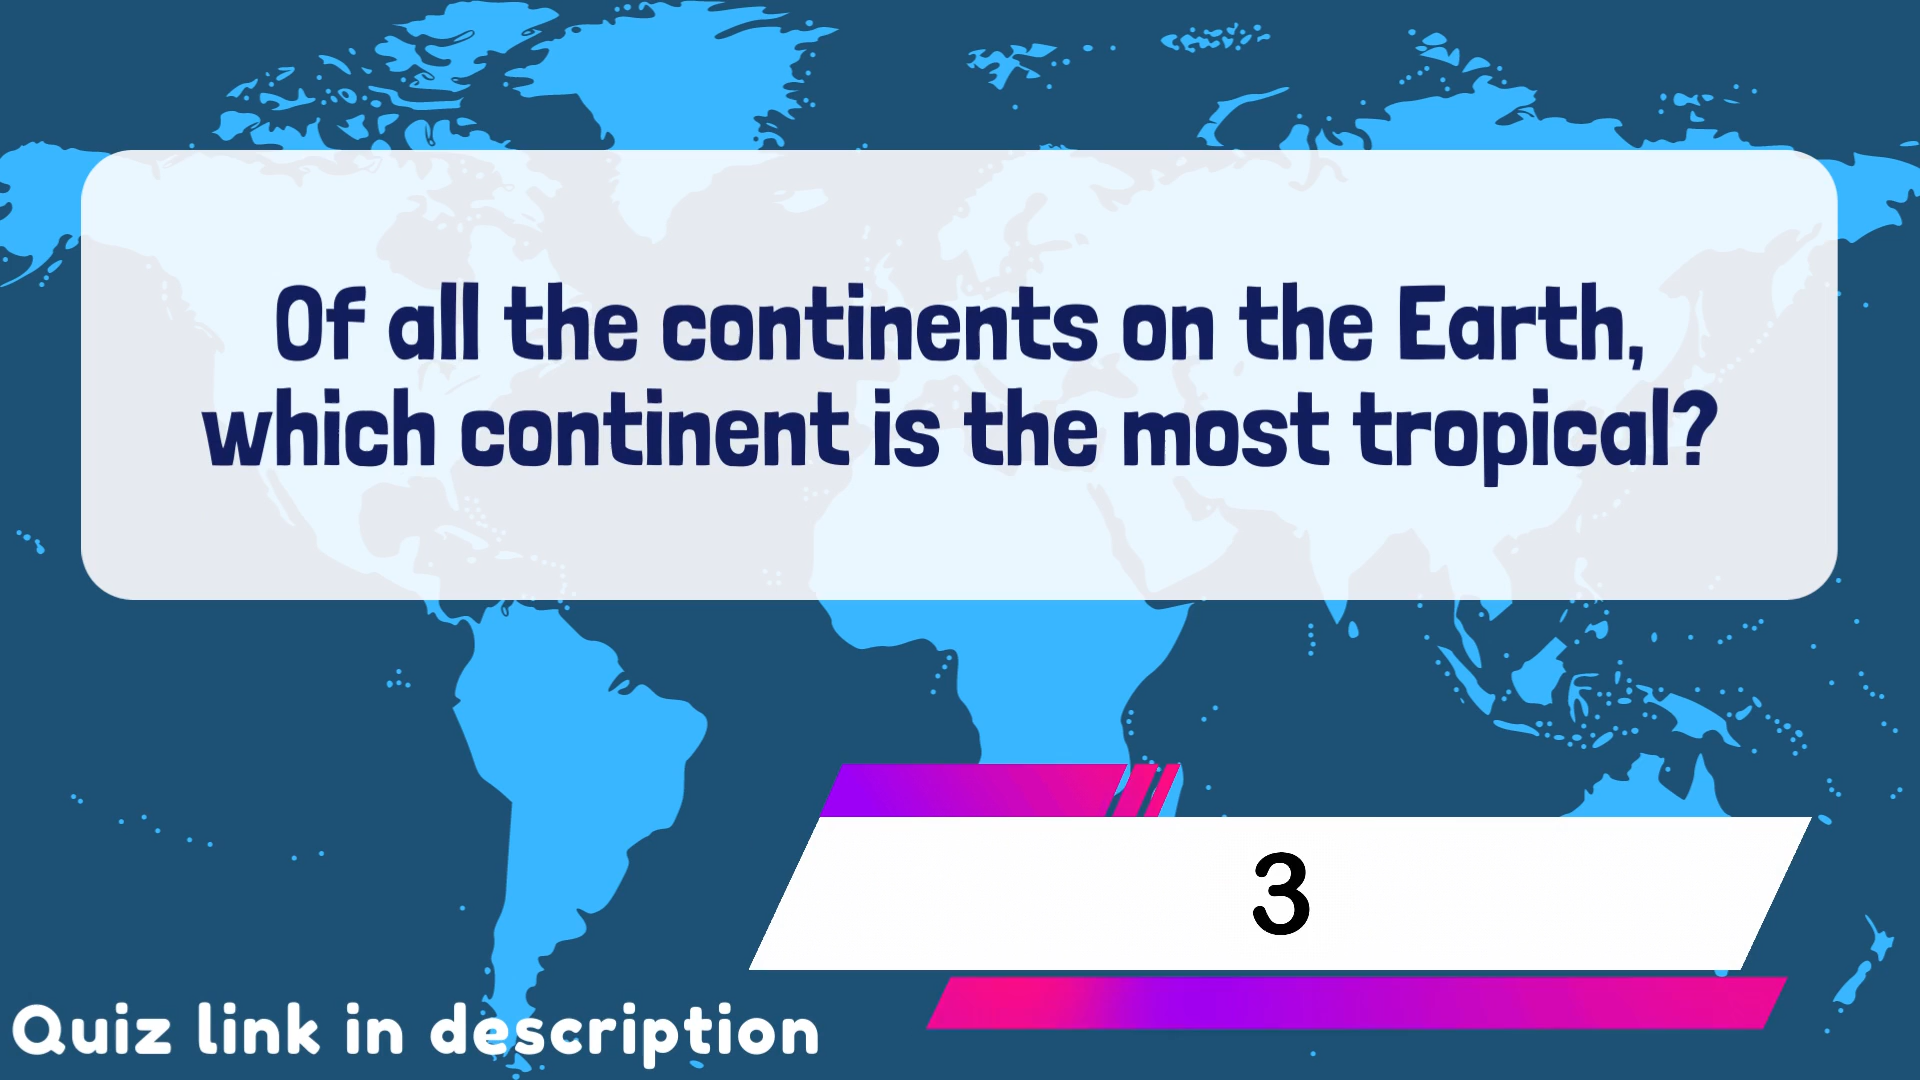 Of all the continents on the Earth,
which continent is the most tropical?
3
Quiz link in description